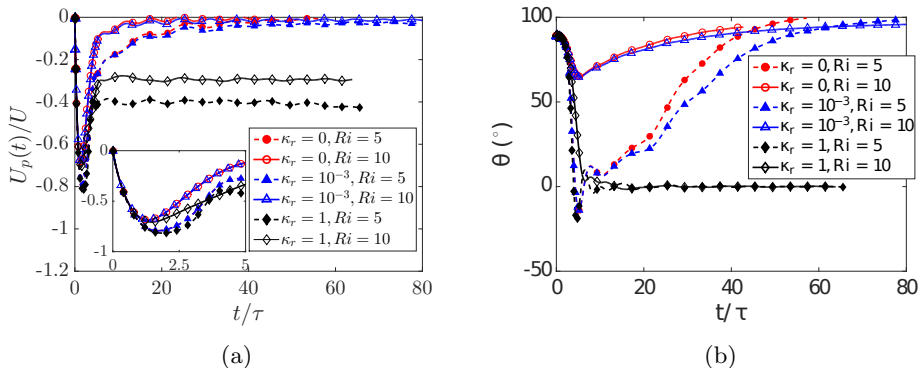 0
-0.2
-0.4
-0.6
-0.8
-1
-1.2
U_p(t)/U
0
20
40
60
80
t/τ
0
-0.5
-1
0
2.5
5
κ_r = 0, Ri = 5
κ_r = 0, Ri = 10
κ_r = 10^{-3}, Ri = 5
κ_r = 10^{-3}, Ri = 10
κ_r = 1, Ri = 5
κ_r = 1, Ri = 10
(a)
100
50
0
-50
θ (°)
0
20
40
60
80
t/τ
κ_r = 0, Ri = 5
κ_r = 0, Ri = 10
κ_r = 10^{-3}, Ri = 5
κ_r = 10^{-3}, Ri = 10
κ_r = 1, Ri = 5
κ_r = 1, Ri = 10
(b)